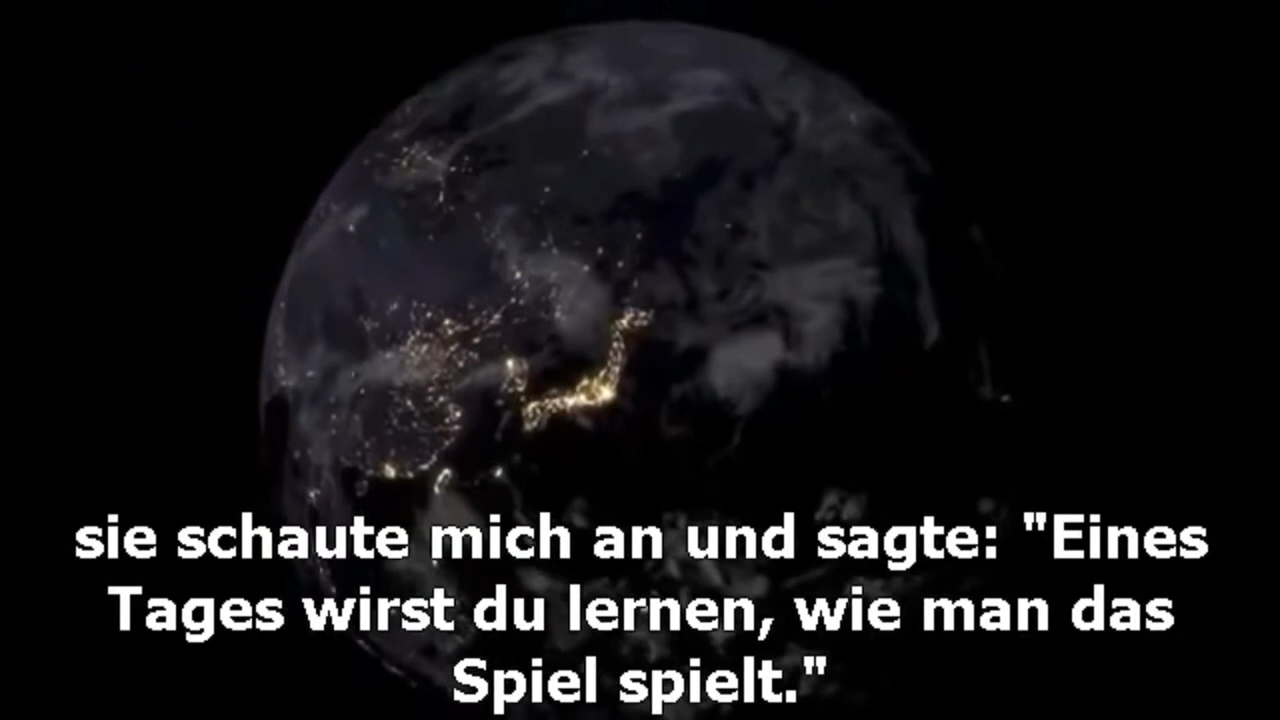 sie schaute mich an und sagte: "Eines
Tages wirst du lernen, wie man das
Spiel spielt."